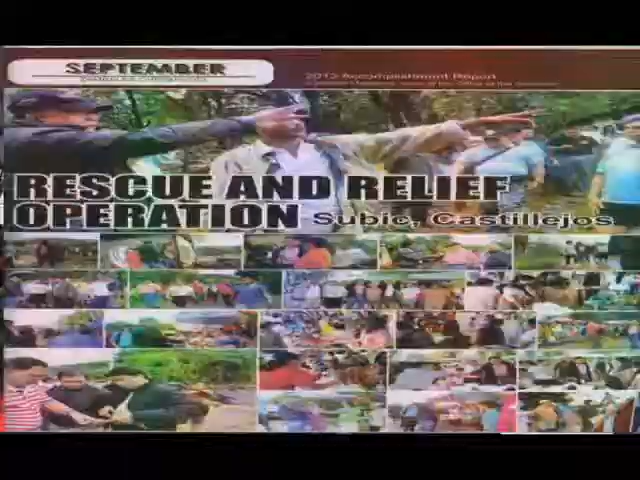 SEPTEMBER
2013 Accomplishment Report
RESCUE AND RELIEF
OPERATION Subic, Castillejos